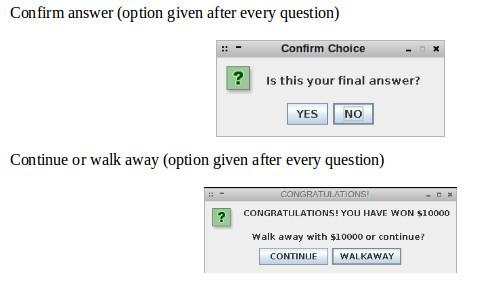 Confirm answer (option given after every question)
Confirm Choice
?
Is this your final answer?
YES NO
Continue or walk away (option given after every question)
CONGRATULATIONS!
?
CONGRATULATIONS! YOU HAVE WON $10000
Walk away with $10000 or continue?
CONTINUE WALKAWAY